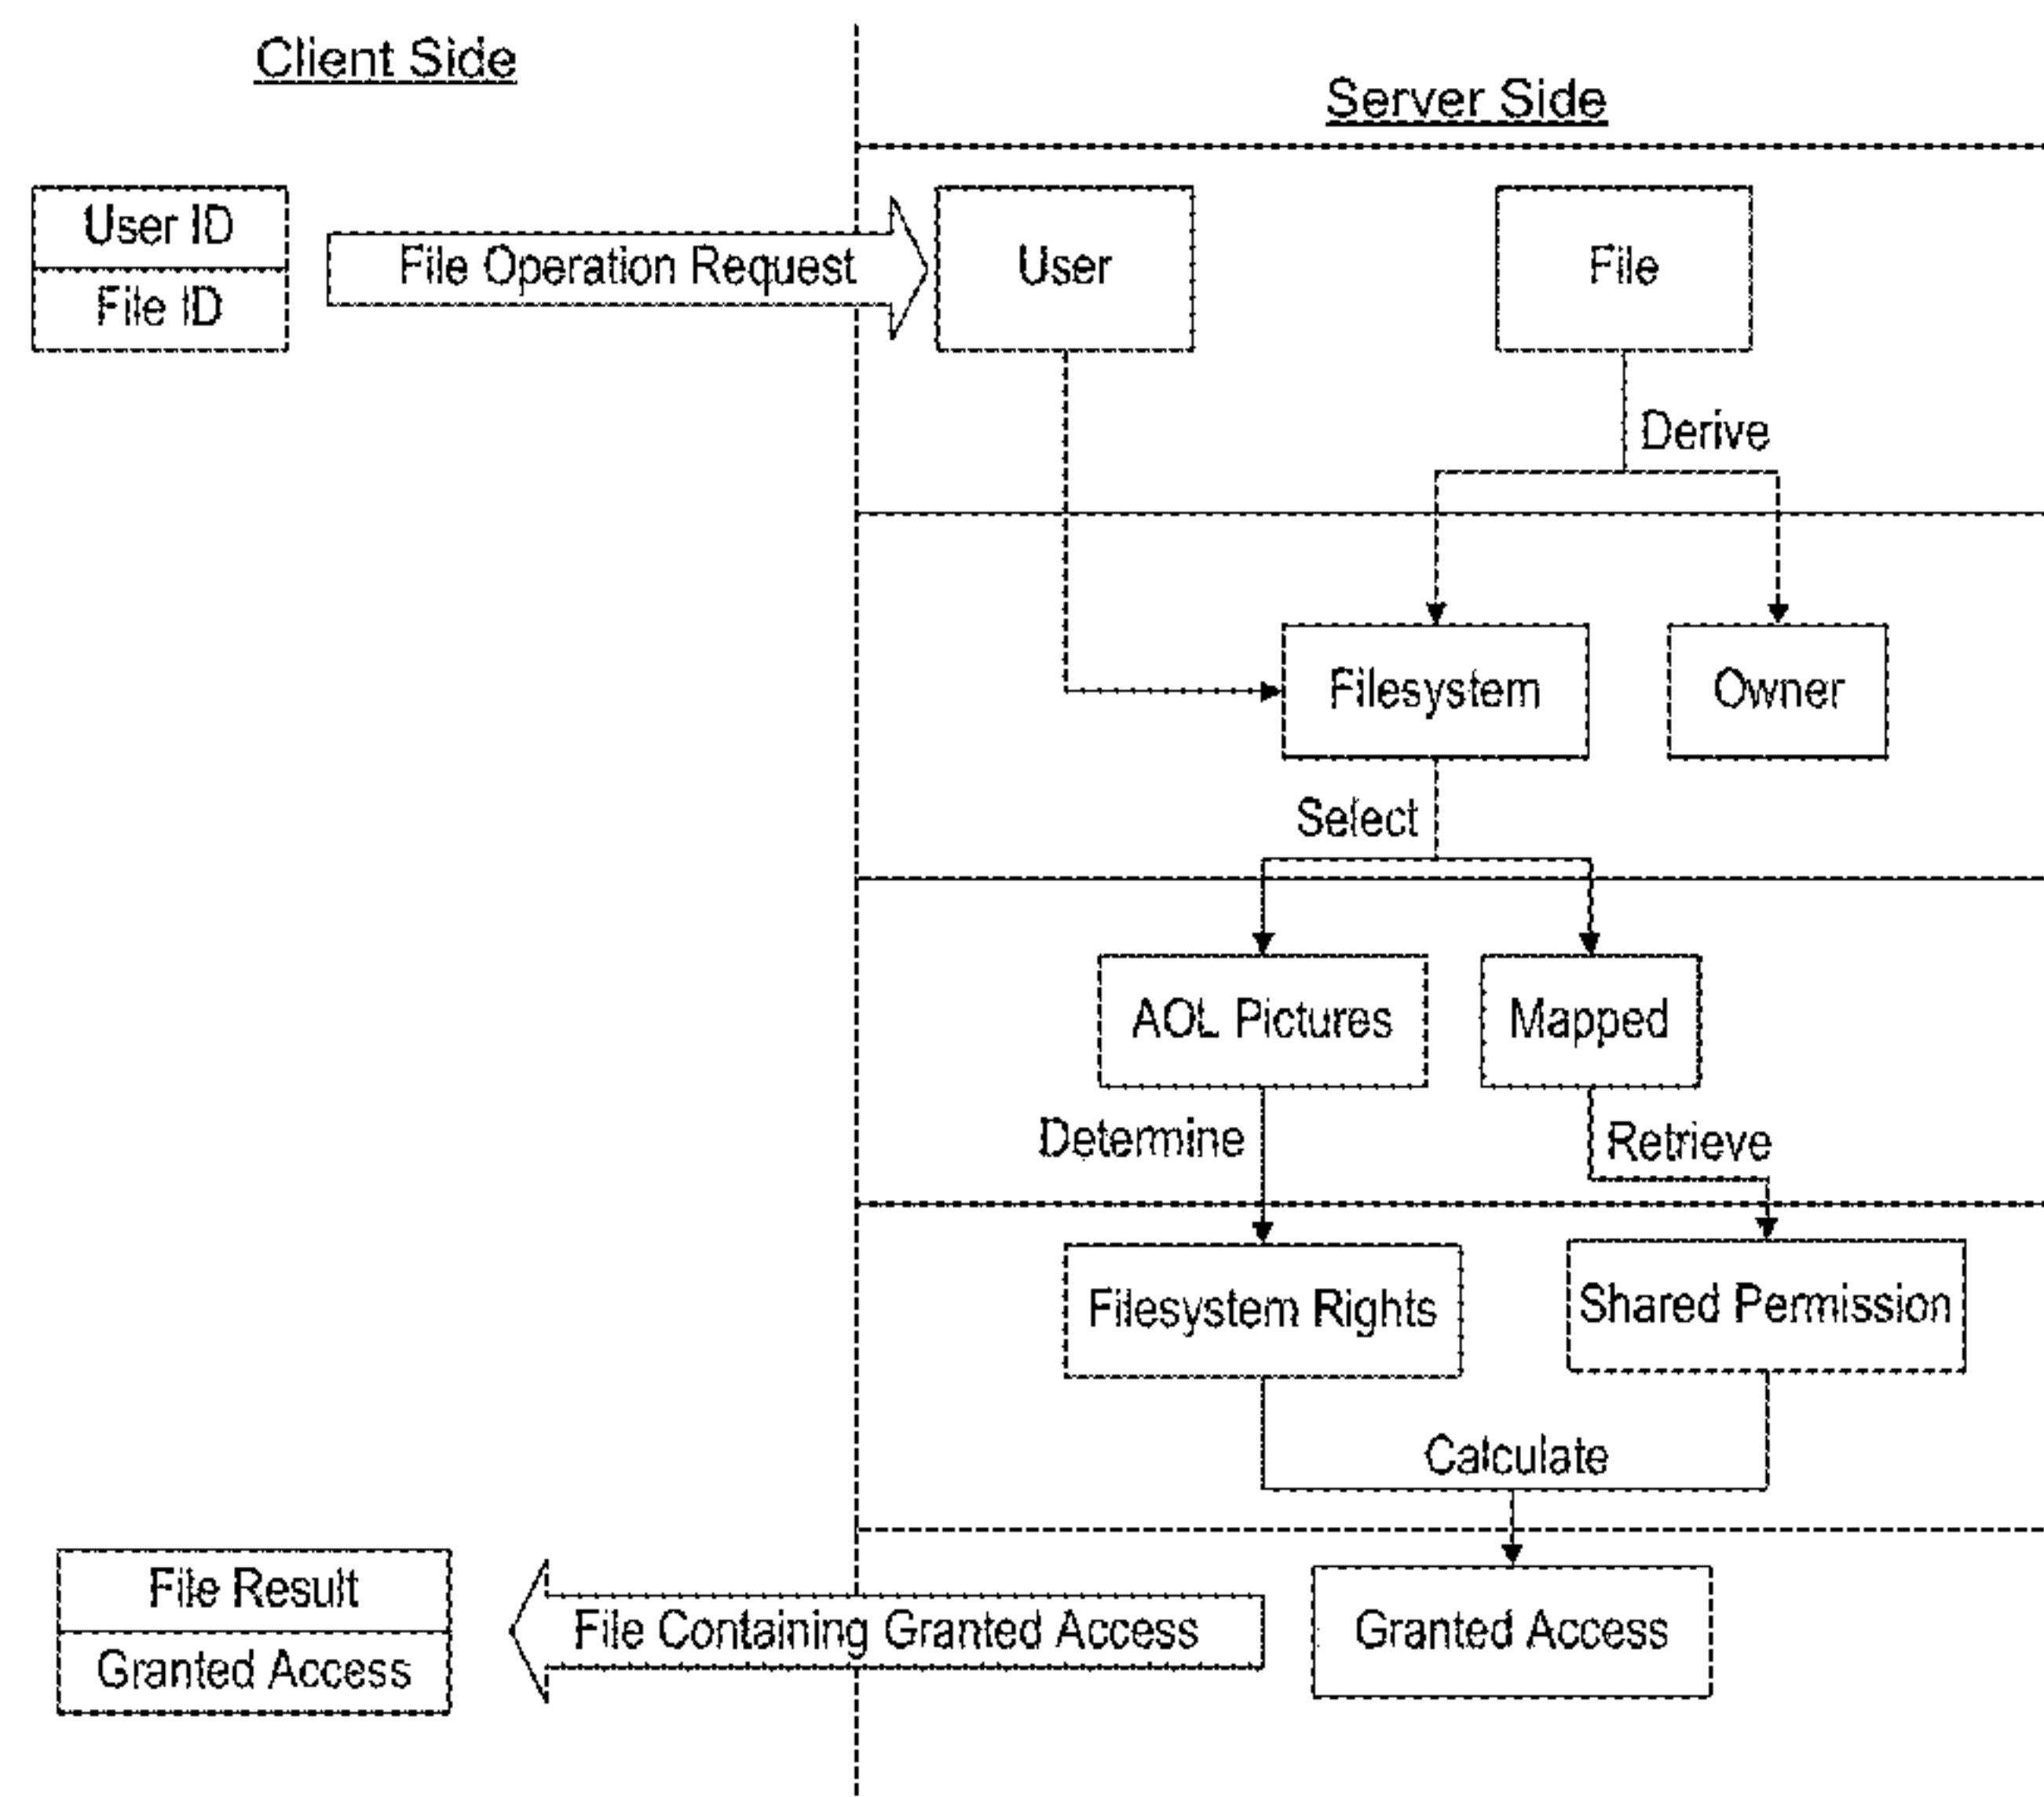 Client Side
Server Side
User ID
File ID
File Operation Request
User
File
Derive
Filesystem
Owner
Select
AOL Pictures
Mapped
Determine
Retrieve
Filesystem Rights
Shared Permission
Calculate
File Result
Granted Access
File Containing Granted Access
Granted Access